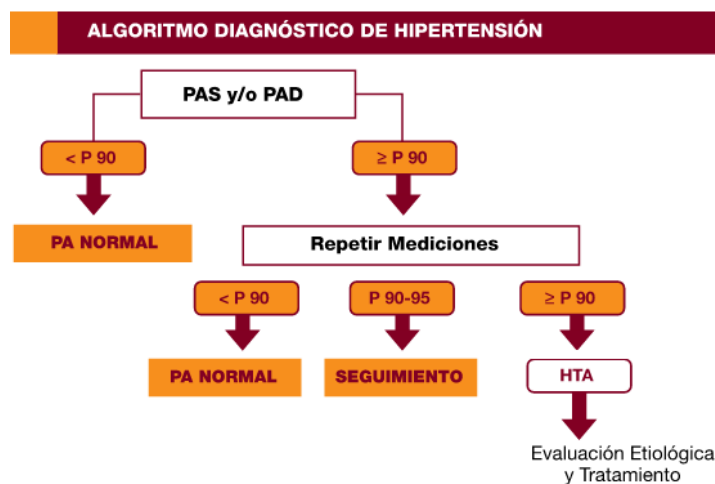 ALGORITMO DIAGNÓSTICO DE HIPERTENSIÓN
PAS y/o PAD
< P 90
≥ P 90
PA NORMAL
Repetir Mediciones
< P 90
P 90-95
≥ P 90
PA NORMAL
SEGUIMIENTO
HTA
Evaluación Etiológica
y Tratamiento